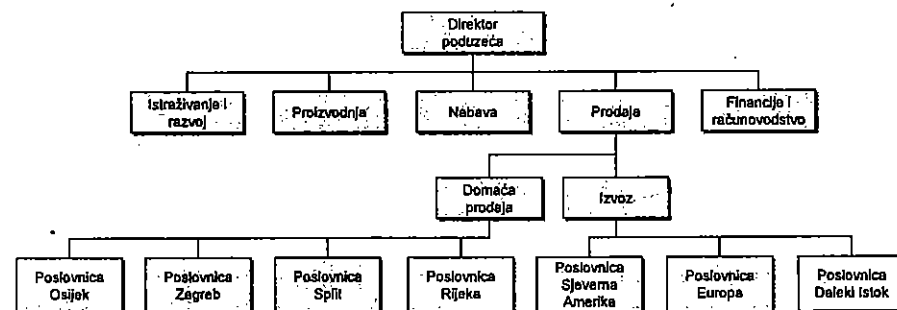 Direktor
poduzeća
Istraživanje i
razvoj
Proizvodnja
Nabava
Prodaja
Financije i
računovodstvo
Domaća
prodaja
Izvoz
Poslovnica
Osijek
Poslovnica
Zagreb
Poslovnica
Split
Poslovnica
Rijeka
Poslovnica
Sjeverna
Amerika
Poslovnica
Europa
Poslovnica
Daleki istok